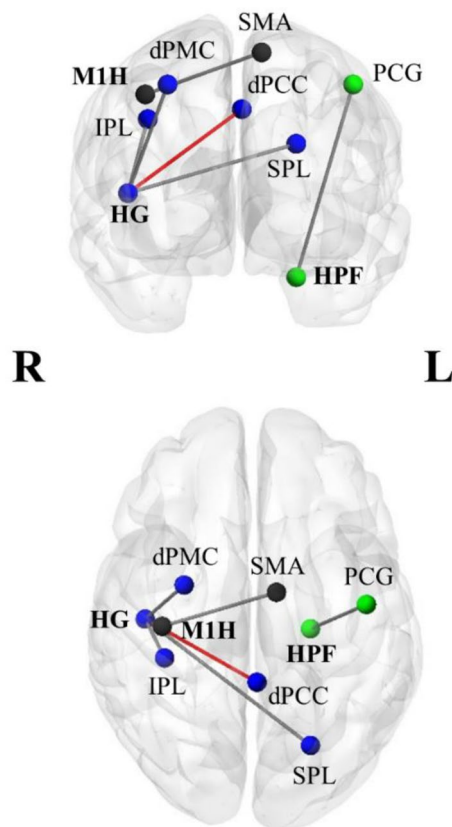 SMA
dPMC
PCG
M1H
dPCC
IPL
SPL
HG
HPF
R
L
dPMC
SMA
PCG
HG
M1H
HPF
IPL
dPCC
SPL